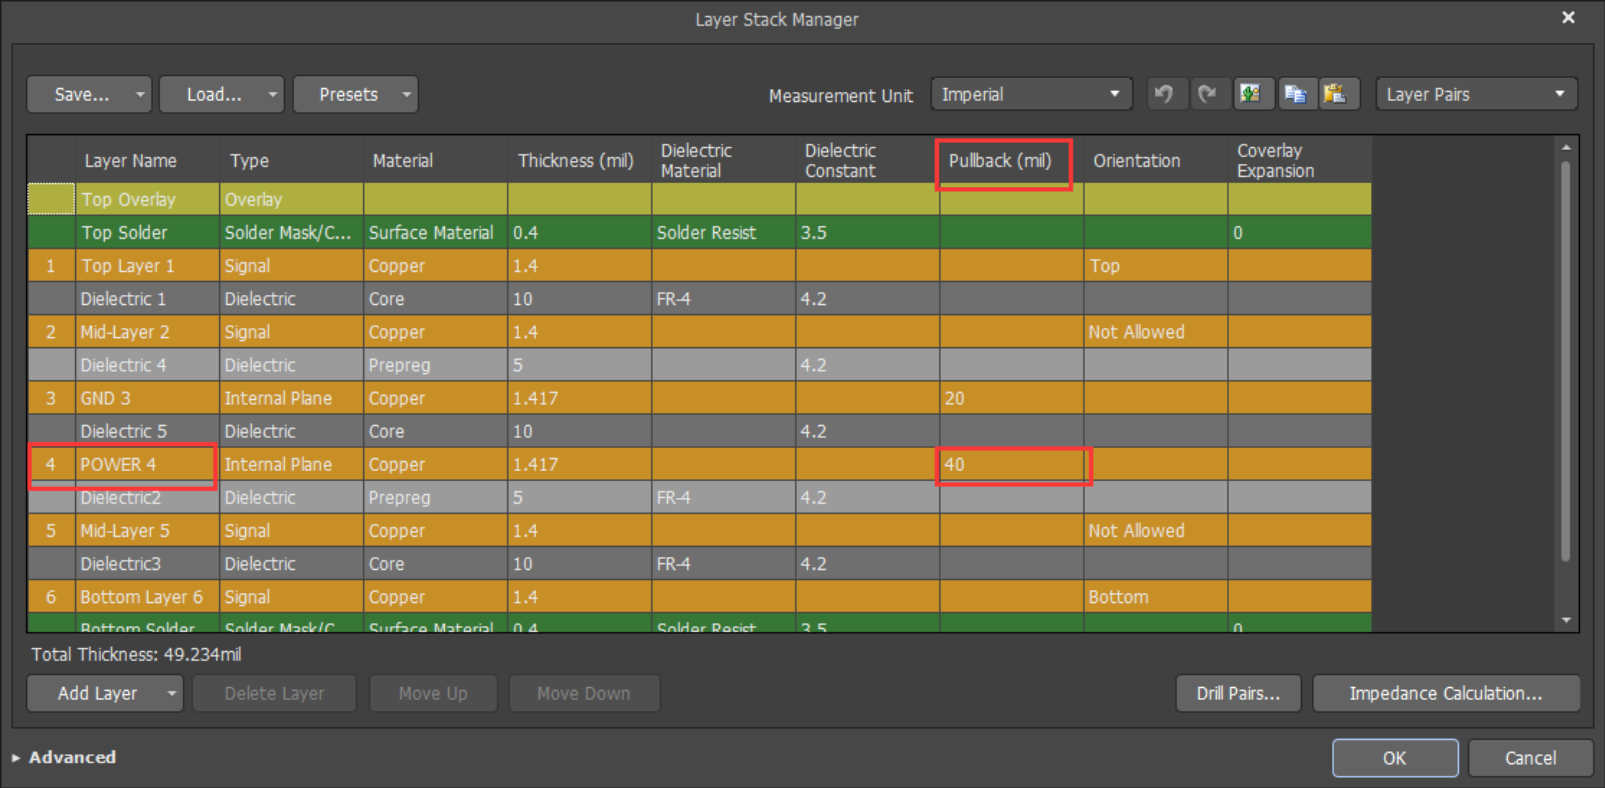 Layer Stack Manager
Save... Load... Presets Measurement Unit Imperial Layer Pairs
Layer Name Type Material Thickness (mil) Dielectric Material Dielectric Constant Pullback (mil) Orientation Coverlay Expansion
Top Overlay Overlay
Top Solder Solder Mask/C... Surface Material 0.4 Solder Resist 3.5 0
1 Top Layer 1 Signal Copper 1.4 Top
Dielectric 1 Dielectric Core 10 FR-4 4.2
2 Mid-Layer 2 Signal Copper 1.4 Not Allowed
Dielectric 4 Dielectric Prepreg 5 4.2
3 GND 3 Internal Plane Copper 1.417 20
Dielectric 5 Dielectric Core 10 4.2
4 POWER 4 Internal Plane Copper 1.417 40
Dielectric2 Dielectric Prepreg 5 FR-4 4.2
5 Mid-Layer 5 Signal Copper 1.4 Not Allowed
Dielectric3 Dielectric Core 10 FR-4 4.2
6 Bottom Layer 6 Signal Copper 1.4 Bottom
Bottom Solder Solder Mask/C Surface Material 0.4 Solder Resist 3.5 0
Total Thickness: 49.234mil
Add Layer Delete Layer Move Up Move Down Drill Pairs... Impedance Calculation...
Advanced OK Cancel